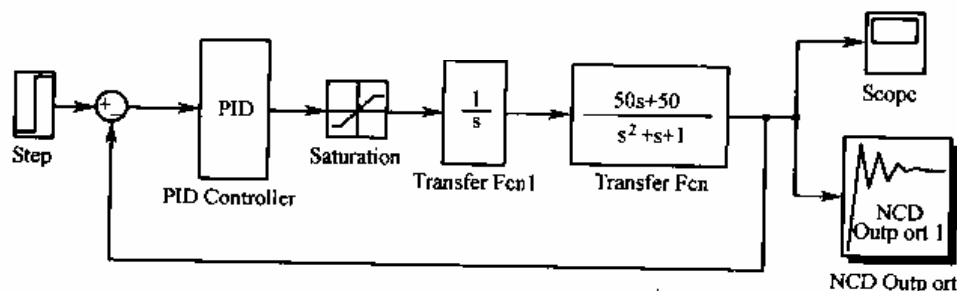 Step
+
PID
PID Controller
Saturation
1
s
Transfer Fcn1
50s+50
s²+s+1
Transfer Fcn
Scope
NCD
Outp ort 1
NCD Outp ort